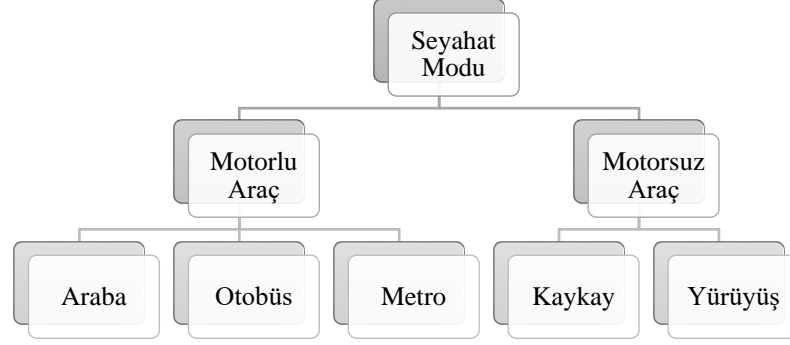 Seyahat
Modu
Motorlu
Araç
Motorsuz
Araç
Araba
Otobüs
Metro
Kaykay
Yürüyüş